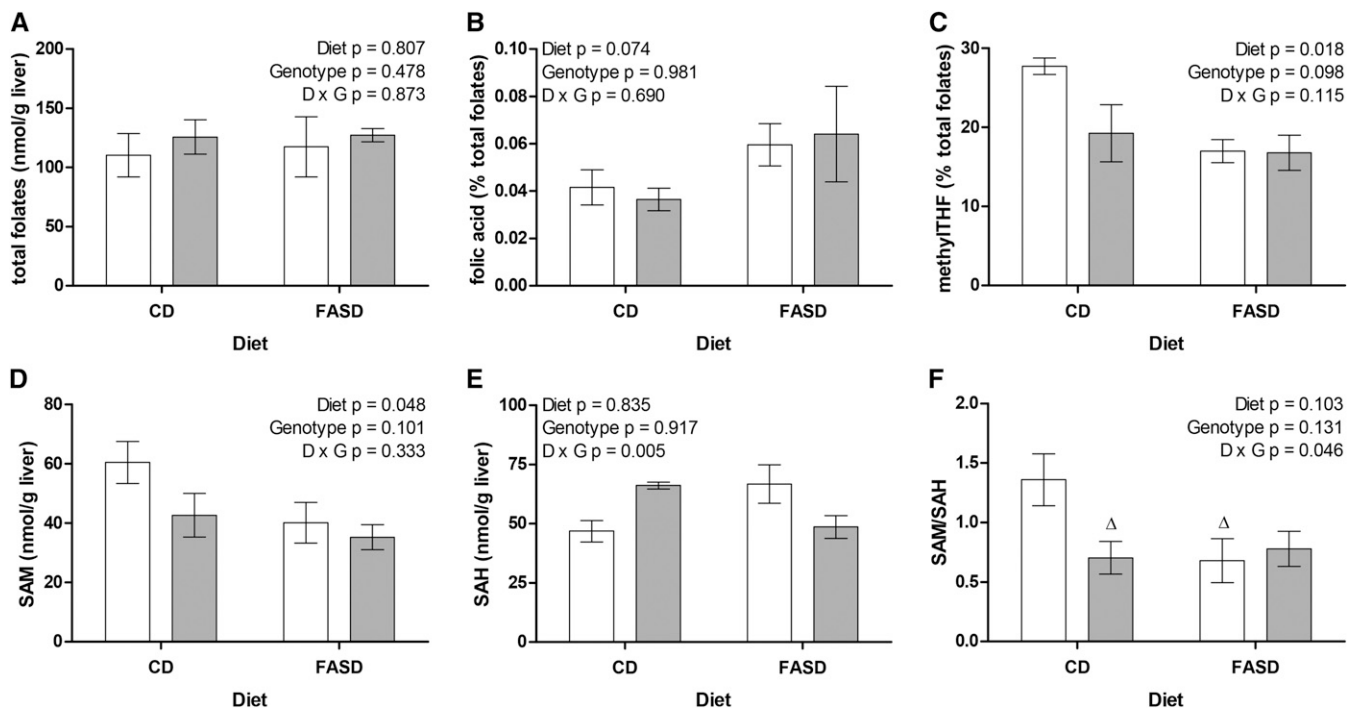 A
total folates (nmol/g liver)
200
150
100
50
0
Diet p = 0.807
Genotype p = 0.478
D x G p = 0.873
CD
FASD
Diet
B
folic acid (% total folates)
0.10
0.08
0.06
0.04
0.02
0.00
Diet p = 0.074
Genotype p = 0.981
D x G p = 0.690
CD
FASD
Diet
C
methylTHF (% total folates)
30
20
10
0
Diet p = 0.018
Genotype p = 0.098
D x G p = 0.115
CD
FASD
Diet
D
SAM (nmol/g liver)
80
60
40
20
0
Diet p = 0.048
Genotype p = 0.101
D x G p = 0.333
CD
FASD
Diet
E
SAH (nmol/g liver)
100
75
50
25
0
Diet p = 0.835
Genotype p = 0.917
D x G p = 0.005
CD
FASD
Diet
F
SAM/SAH
2.0
1.5
1.0
0.5
0.0
Diet p = 0.103
Genotype p = 0.131
D x G p = 0.046
Δ
Δ
CD
FASD
Diet